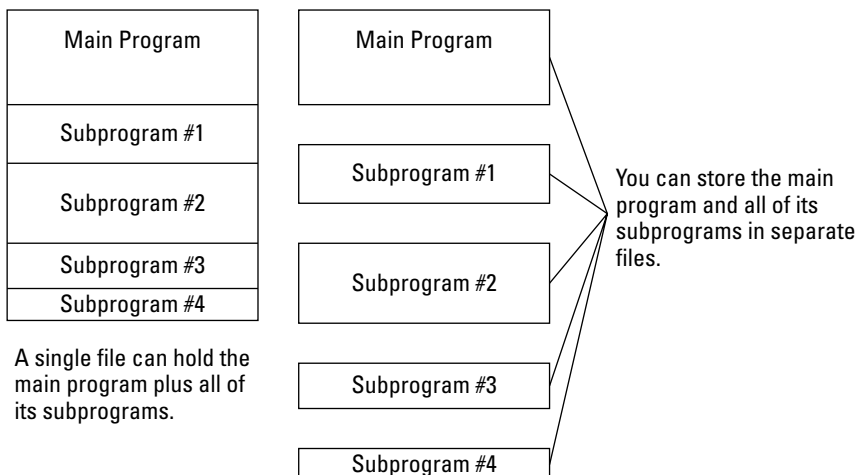 Main Program
Subprogram #1
Subprogram #2
Subprogram #3
Subprogram #4
A single file can hold the
main program plus all of
its subprograms.
Main Program
Subprogram #1
Subprogram #2
Subprogram #3
Subprogram #4
You can store the main
program and all of its
subprograms in separate
files.